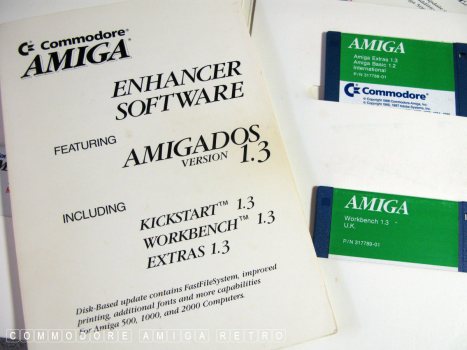 Commodore®
AMIGA
ENHANCER
SOFTWARE
FEATURING
AMIGADOS
VERSION 1.3
INCLUDING
KICKSTART™ 1.3
WORKBENCH™ 1.3
EXTRAS 1.3
Disk-Based update contains FastFileSystem, improved
printing, additional fonts and more capabilities
For Amiga 500, 1000, and 2000 Computers.
COMMODORE AMIGA RETRO
AMIGA
Amiga Extras 1.3
Amiga Basic 1.2
International
P/N 317788-01
Commodore®
AMIGA
Workbench 1.3
U.K.
P/N 317789-01